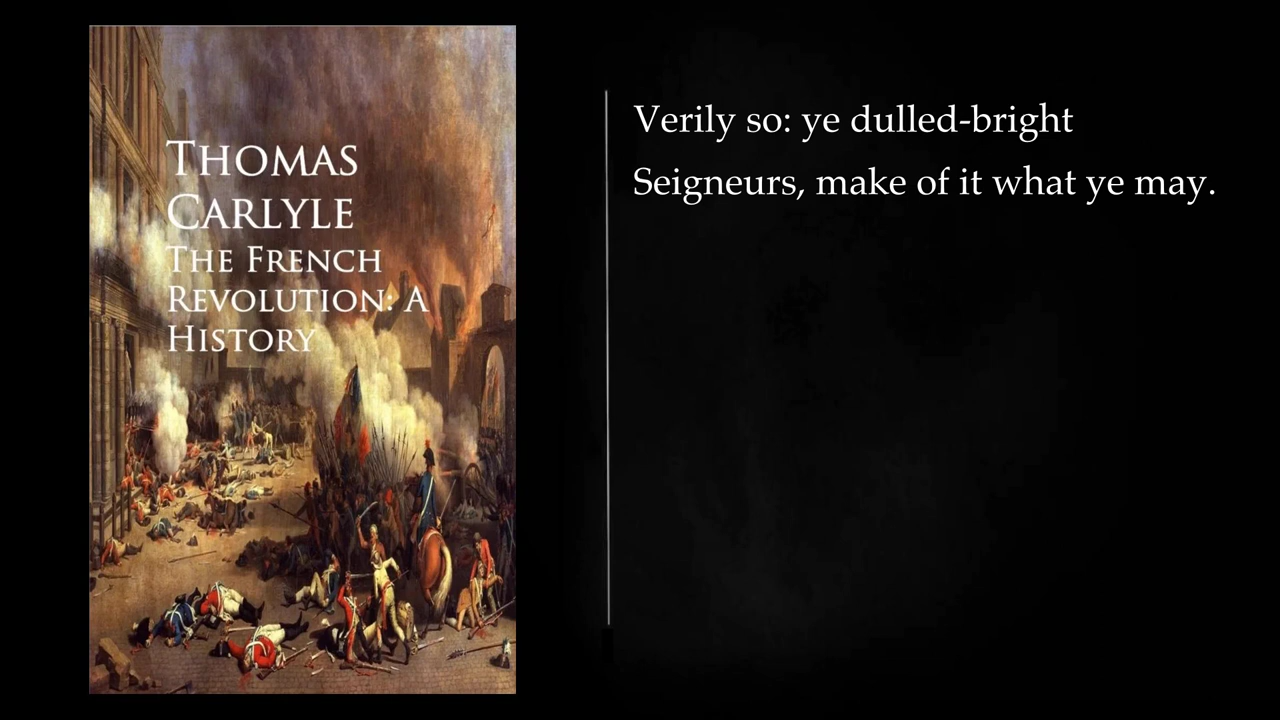 THOMAS
CARLYLE
THE FRENCH
REVOLUTION: A
HISTORY
Verily so: ye dulled-bright
Seigneurs, make of it what ye may.